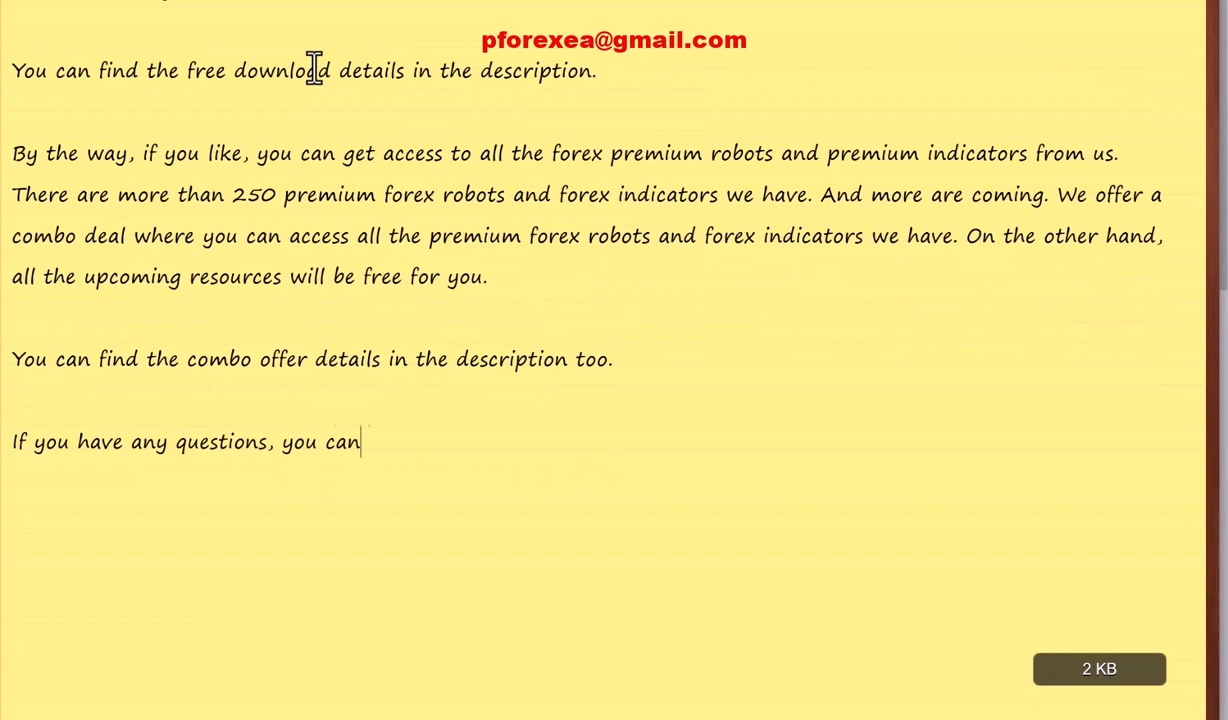 pforexea@gmail.com
You can find the free download details in the description.
By the way, if you like, you can get access to all the forex premium robots and premium indicators from us.
There are more than 250 premium forex robots and forex indicators we have. And more are coming. We offer a
combo deal where you can access all the premium forex robots and forex indicators we have. On the other hand,
all the upcoming resources will be free for you.
You can find the combo offer details in the description too.
If you have any questions, you can
2 KB